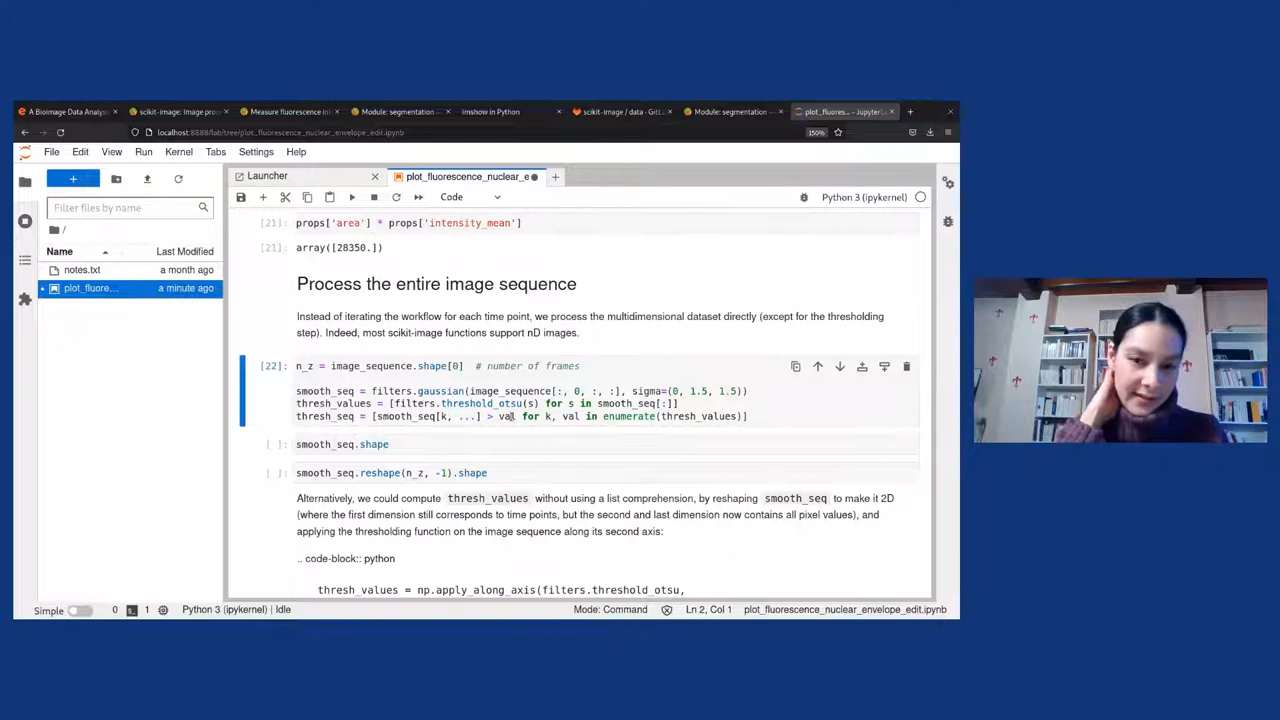 A Bioimage Data Analys
scikit-image: Image proc
Measure fluorescence in
Module: segmentation
imshow in Python
scikit-image / data - GitL
Module: segmentation
plot_fluores... - JupyterL
localhost:8888/lab/tree/plot_fluorescence_nuclear_envelope_edit.ipynb
150%
File Edit View Run Kernel Tabs Settings Help
+
Filter files by name
/
Name Last Modified
notes.txt a month ago
plot_fluore... a minute ago
Launcher
plot_fluorescence_nuclear_e
Code
Python 3 (ipykernel)
[21]: props['area'] * props['intensity_mean']
[21]: array([28350.])
Process the entire image sequence
Instead of iterating the workflow for each time point, we process the multidimensional dataset directly (except for the thresholding
step). Indeed, most scikit-image functions support nD images.
[22]: n_z = image_sequence.shape[0] # number of frames
smooth_seq = filters.gaussian(image_sequence[:, 0, :, :], sigma=(0, 1.5, 1.5))
thresh_values = [filters.threshold_otsu(s) for s in smooth_seq[:]]
thresh_seq = [smooth_seq[k, ...] > val for k, val in enumerate(thresh_values)]
[ ]: smooth_seq.shape
[ ]: smooth_seq.reshape(n_z, -1).shape
Alternatively, we could compute thresh_values without using a list comprehension, by reshaping smooth_seq to make it 2D
(where the first dimension still corresponds to time points, but the second and last dimension now contains all pixel values), and
applying the thresholding function on the image sequence along its second axis:
.. code-block:: python
thresh_values = np.apply_along_axis(filters.threshold_otsu,
Simple 0 1 Python 3 (ipykernel) | Idle
Mode: Command Ln 2, Col 1 plot_fluorescence_nuclear_envelope_edit.ipynb